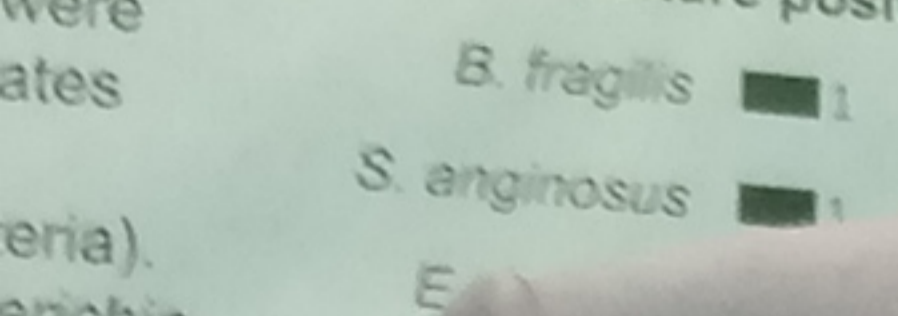 were
ates
B. fragilis 1
S. anginosus 1
eria).
E